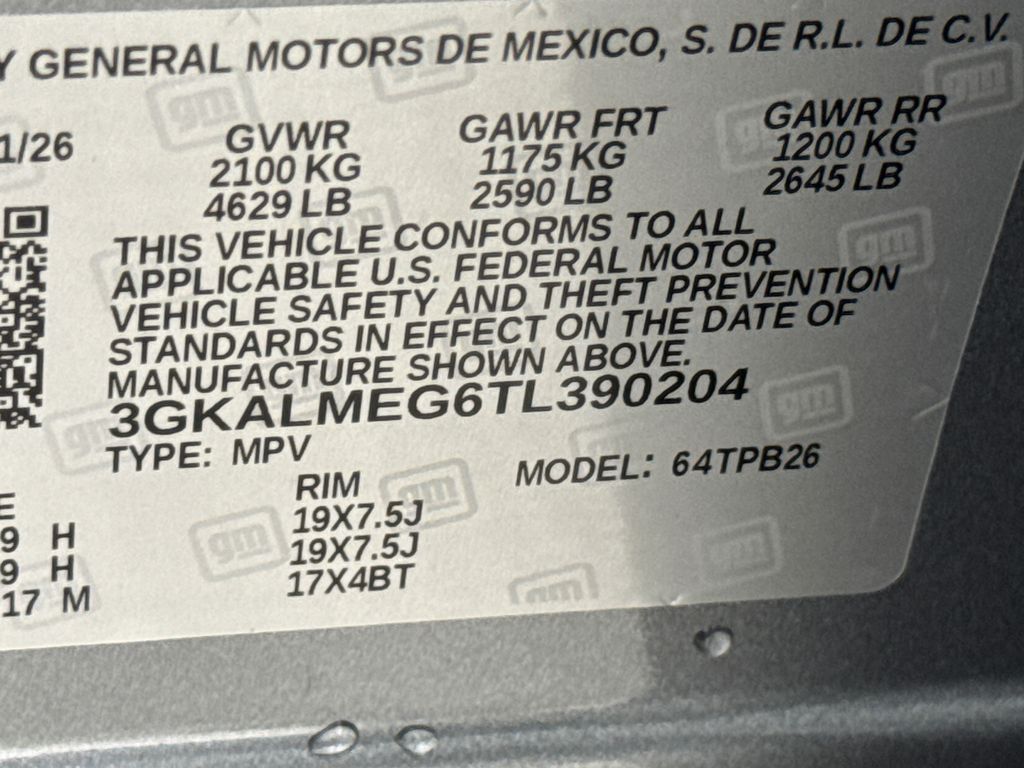 Y GENERAL MOTORS DE MEXICO, S. DE R.L. DE C.V.
1/26 GVWR GAWR FRT GAWR RR
2100 KG 1175 KG 1200 KG
4629 LB 2590 LB 2645 LB
THIS VEHICLE CONFORMS TO ALL
APPLICABLE U.S. FEDERAL MOTOR
VEHICLE SAFETY AND THEFT PREVENTION
STANDARDS IN EFFECT ON THE DATE OF
MANUFACTURE SHOWN ABOVE.
3GKALMEG6TL390204
TYPE: MPV MODEL: 64TPB26
E RIM
9 H 19X7.5J
9 H 19X7.5J
17 M 17X4BT